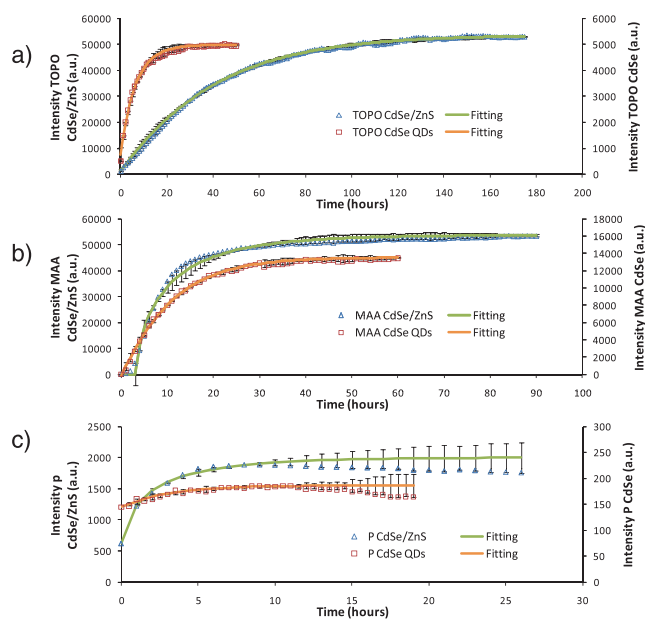 a)
Intensity TOPO
CdSe/ZnS (a.u.)
60000
50000
40000
30000
20000
10000
0
TOPO CdSe/ZnS
Fitting
TOPO CdSe QDs
Fitting
6000
5000
4000
3000
2000
1000
0
Intensity TOPO CdSe (a.u.)
0 20 40 60 80 100 120 140 160 180 200
Time (hours)
b)
Intensity MAA
CdSe/ZnS (a.u.)
60000
50000
40000
30000
20000
10000
0
MAA CdSe/ZnS
Fitting
MAA CdSe QDs
Fitting
18000
16000
14000
12000
10000
8000
6000
4000
2000
0
Intensity MAA CdSe (a.u.)
0 10 20 30 40 50 60 70 80 90 100
Time (hours)
c)
Intensity p
CdSe/ZnS (a.u.)
2500
2000
1500
1000
500
0
P CdSe/ZnS
Fitting
P CdSe QDs
Fitting
300
250
200
150
100
50
0
Intensity P CdSe (a.u.)
0 5 10 15 20 25 30
Time (hours)